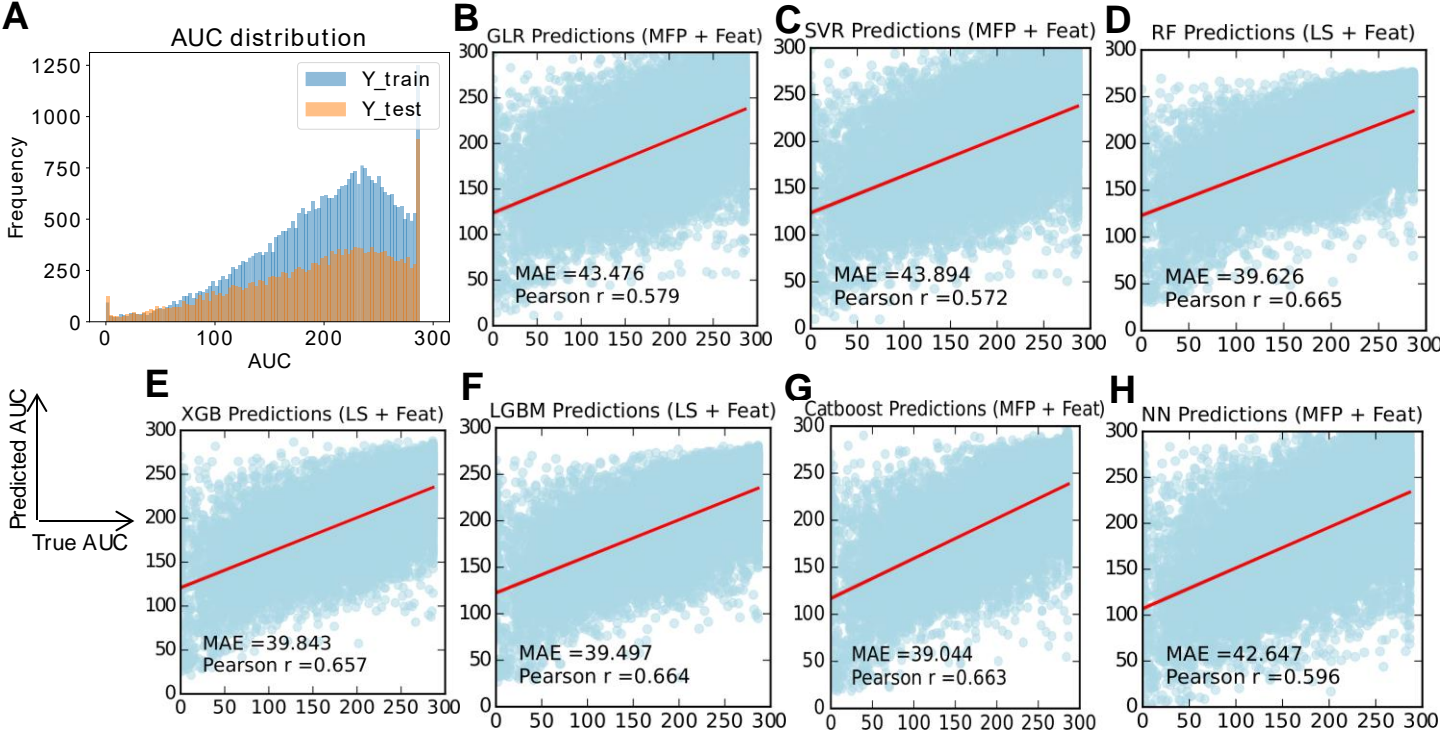 A
AUC distribution
1250
1000
750
500
250
0
Frequency
Y_train
Y_test
0 100 200 300
AUC
B
GLR Predictions (MFP + Feat)
300
250
200
150
100
50
0
MAE =43.476
Pearson r =0.579
0 50 100 150 200 250 300
C
SVR Predictions (MFP + Feat)
300
250
200
150
100
50
0
MAE =43.894
Pearson r =0.572
0 50 100 150 200 250 300
D
RF Predictions (LS + Feat)
300
250
200
150
100
50
0
MAE =39.626
Pearson r =0.665
0 50 100 150 200 250 300
Predicted AUC
True AUC
E
XGB Predictions (LS + Feat)
300
250
200
150
100
50
0
MAE =39.843
Pearson r =0.657
0 50 100 150 200 250 300
F
LGBM Predictions (LS + Feat)
300
250
200
150
100
50
0
MAE =39.497
Pearson r =0.664
0 50 100 150 200 250 300
G
Catboost Predictions (MFP + Feat)
300
250
200
150
100
50
0
MAE =39.044
Pearson r =0.663
0 50 100 150 200 250 300
H
NN Predictions (MFP + Feat)
300
250
200
150
100
50
0
MAE =42.647
Pearson r =0.596
0 50 100 150 200 250 300